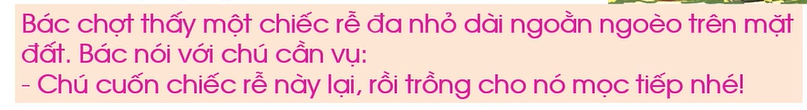 Bác chợt thấy một chiếc rễ đa nhỏ dài ngoằn ngoèo trên mặt
đất. Bác nói với chú cần vụ:
- Chú cuốn chiếc rễ này lại, rồi trồng cho nó mọc tiếp nhé!